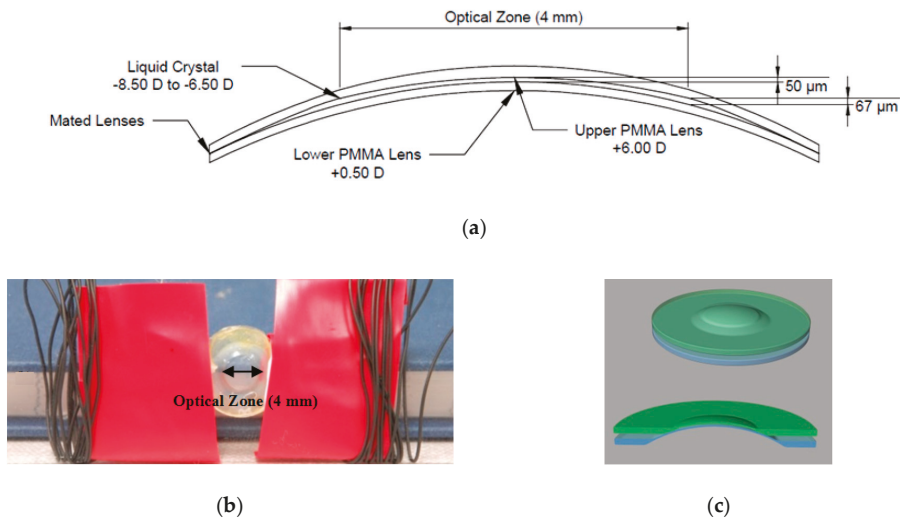 Optical Zone (4 mm)
Liquid Crystal
-8.50 D to -6.50 D
50 µm
67 µm
Mated Lenses
Upper PMMA Lens
+6.00 D
Lower PMMA Lens
+0.50 D
(a)
Optical Zone (4 mm)
(b)
(c)